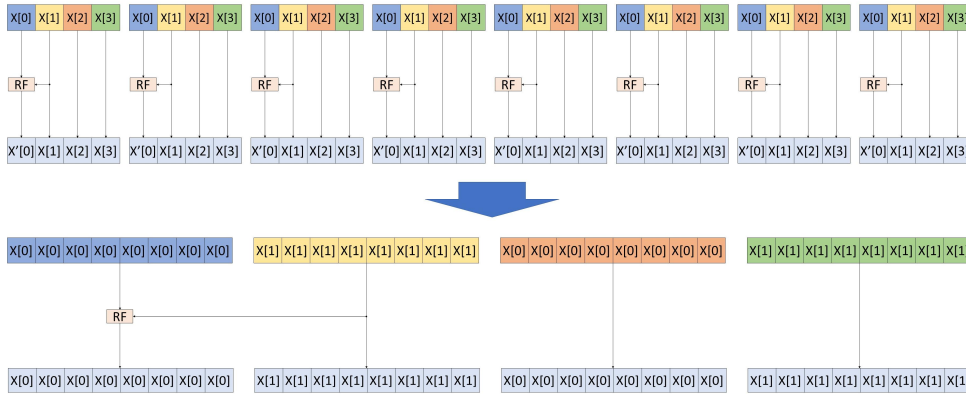 X[0] X[1] X[2] X[3] X[0] X[1] X[2] X[3] X[0] X[1] X[2] X[3] X[0] X[1] X[2] X[3] X[0] X[1] X[2] X[3] X[0] X[1] X[2] X[3] X[0] X[1] X[2] X[3] X[0] X[1] X[2] X[3]
RF RF RF RF RF RF RF RF
X'[0] X[1] X[2] X[3] X'[0] X[1] X[2] X[3] X'[0] X[1] X[2] X[3] X'[0] X[1] X[2] X[3] X'[0] X[1] X[2] X[3] X'[0] X[1] X[2] X[3] X'[0] X[1] X[2] X[3] X'[0] X[1] X[2] X[3]
X[0] X[0] X[0] X[0] X[0] X[0] X[0] X[0] X[1] X[1] X[1] X[1] X[1] X[1] X[1] X[1] X[0] X[0] X[0] X[0] X[0] X[0] X[0] X[0] X[1] X[1] X[1] X[1] X[1] X[1] X[1] X[1
RF
X[0] X[0] X[0] X[0] X[0] X[0] X[0] X[0] X[1] X[1] X[1] X[1] X[1] X[1] X[1] X[1] X[0] X[0] X[0] X[0] X[0] X[0] X[0] X[0] X[1] X[1] X[1] X[1] X[1] X[1] X[1] X[1